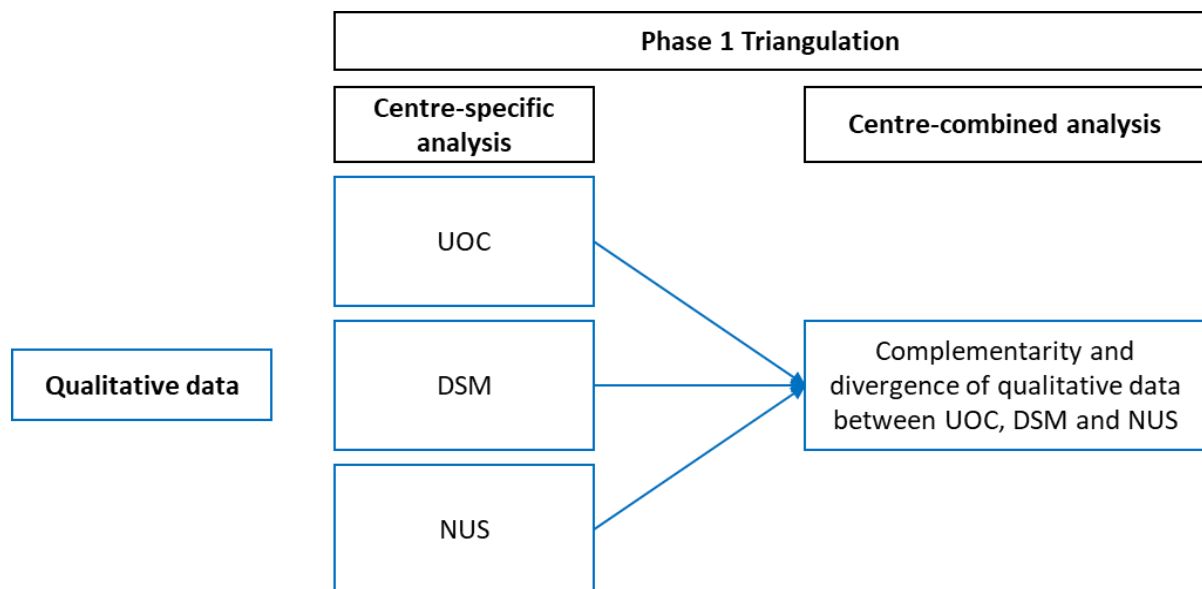 Phase 1 Triangulation
Centre-specific
analysis
Centre-combined analysis
UOC
Qualitative data
DSM
Complementarity and
divergence of qualitative data
between UOC, DSM and NUS
NUS